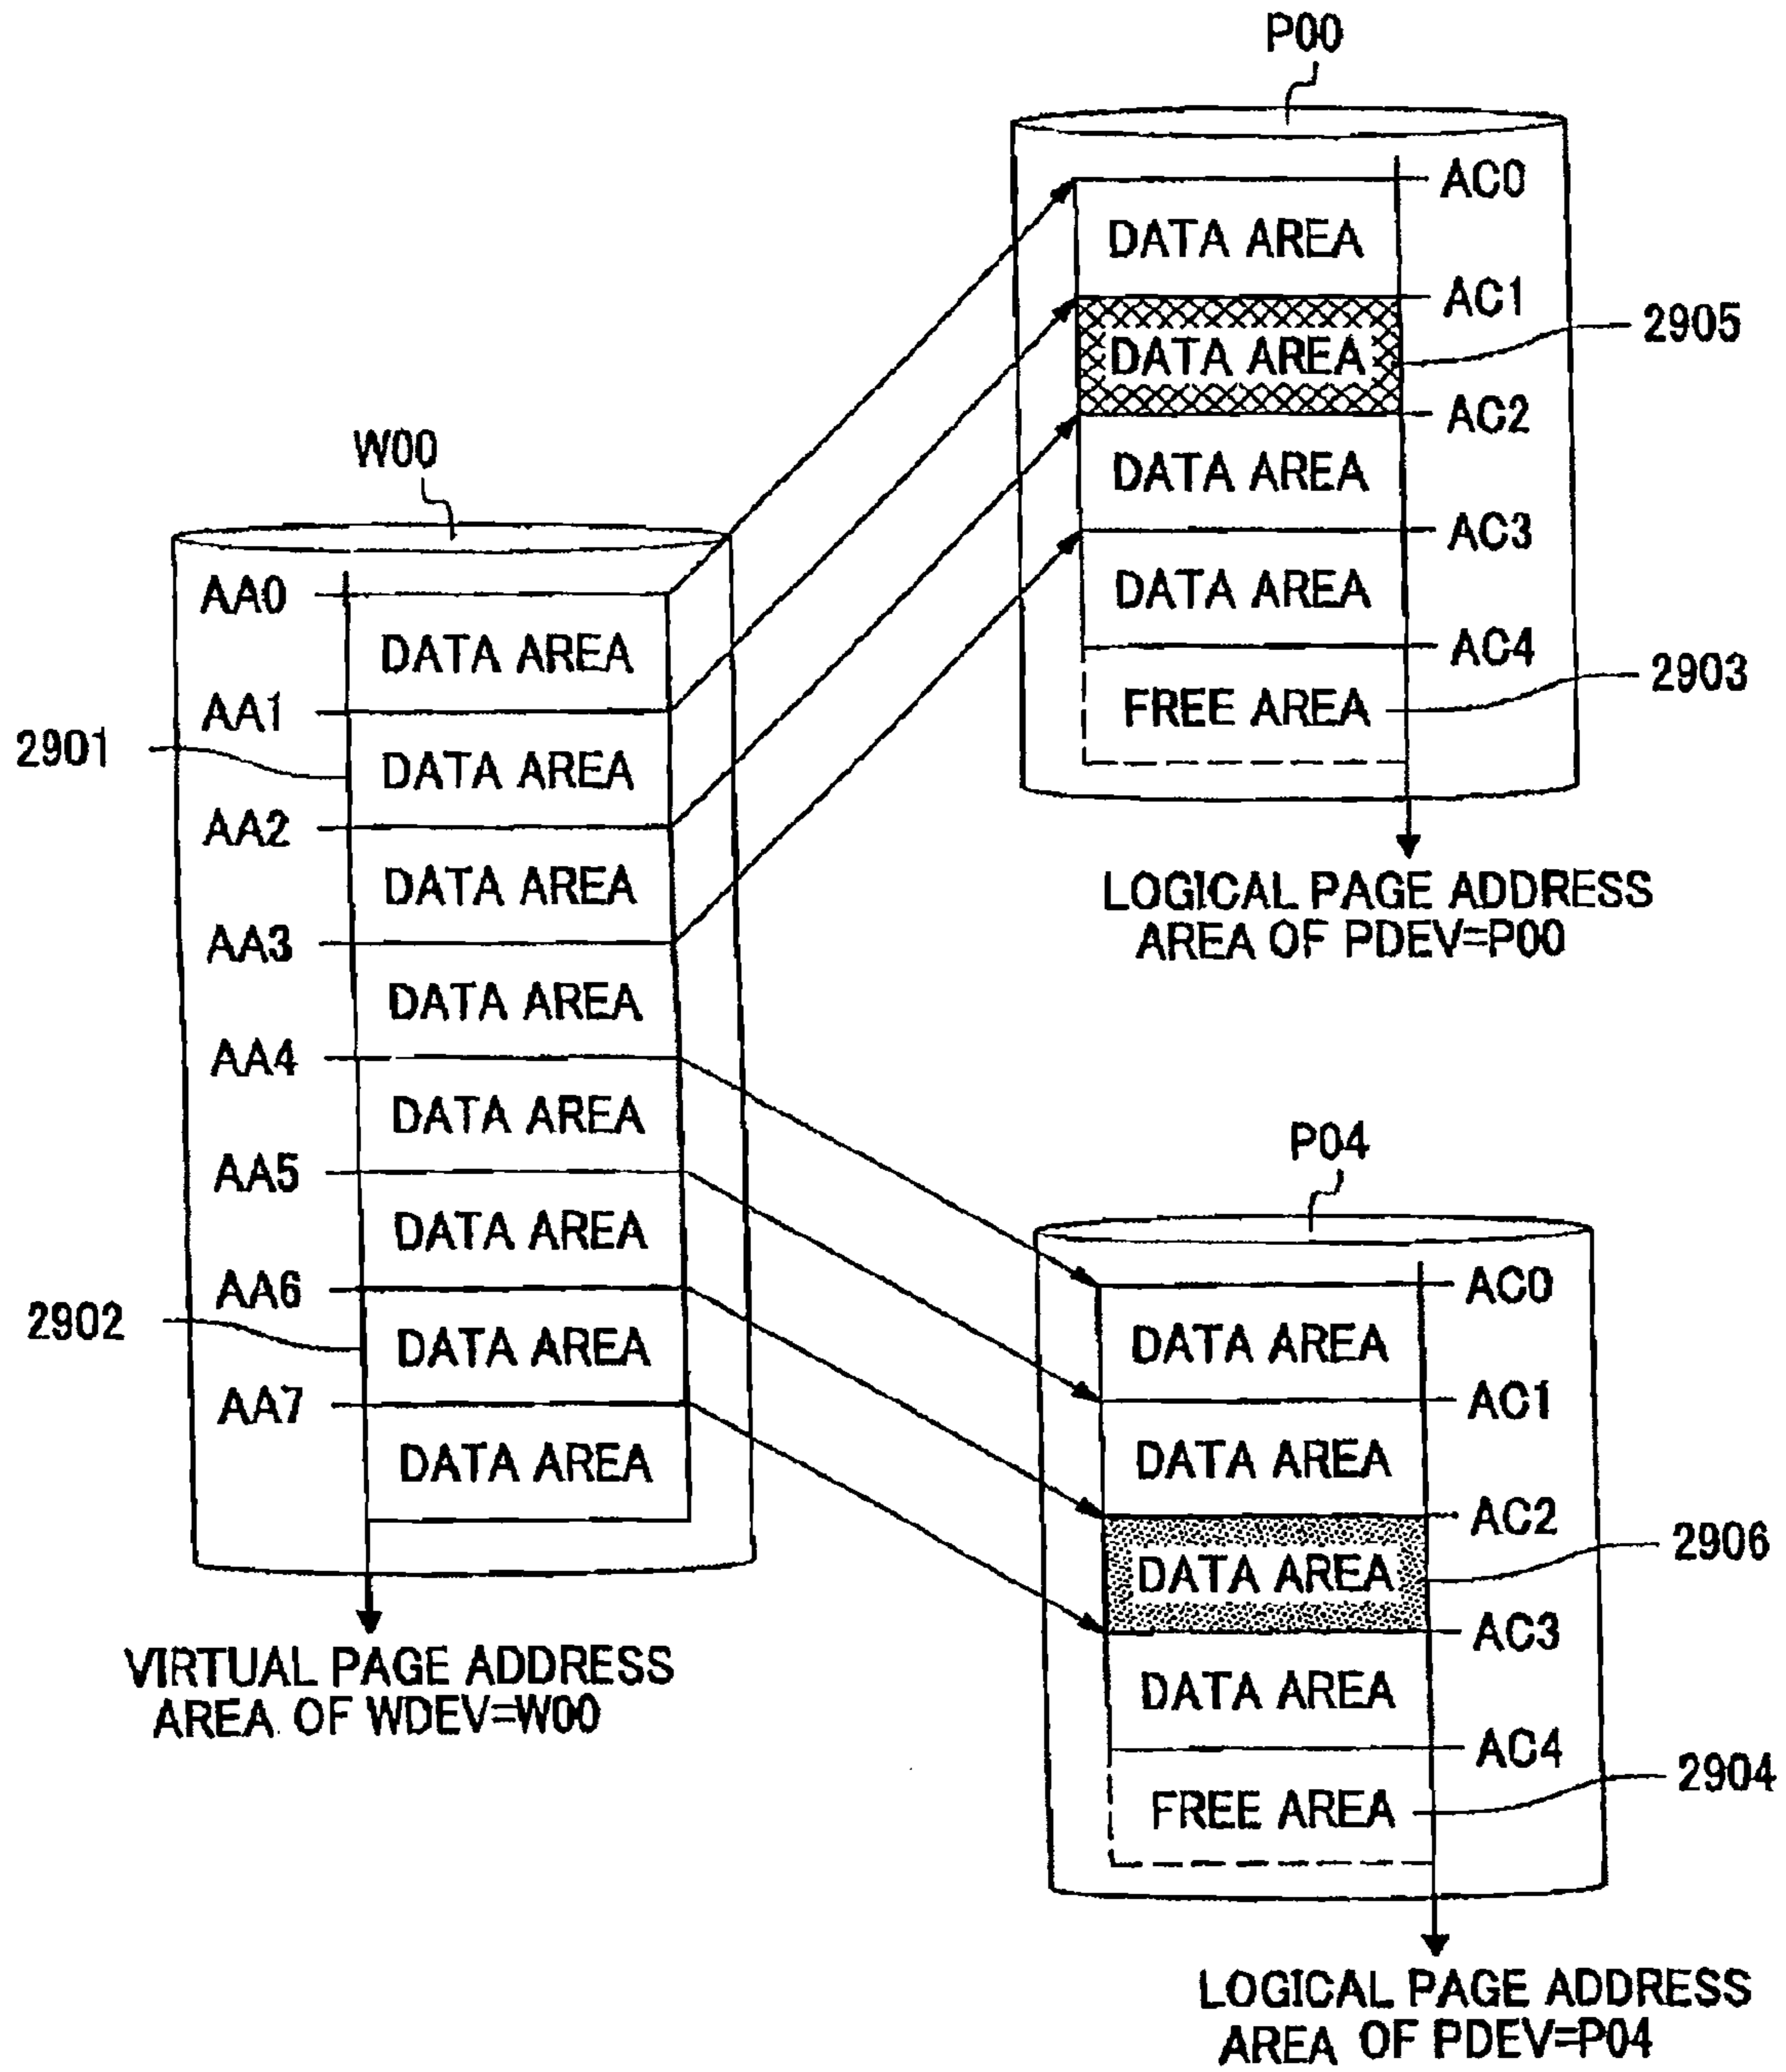 P00
AC0
DATA AREA
AC1
2905
DATA AREA
AC2
DATA AREA
AC3
DATA AREA
AC4
2903
FREE AREA
LOGICAL PAGE ADDRESS
AREA OF PDEV=P00
W00
AA0
DATA AREA
AA1
2901
DATA AREA
AA2
DATA AREA
AA3
DATA AREA
AA4
DATA AREA
AA5
DATA AREA
AA6
2902
DATA AREA
AA7
DATA AREA
VIRTUAL PAGE ADDRESS
AREA OF WDEV=W00
P04
AC0
DATA AREA
AC1
DATA AREA
AC2
2906
DATA AREA
AC3
DATA AREA
AC4
2904
FREE AREA
LOGICAL PAGE ADDRESS
AREA OF PDEV=P04